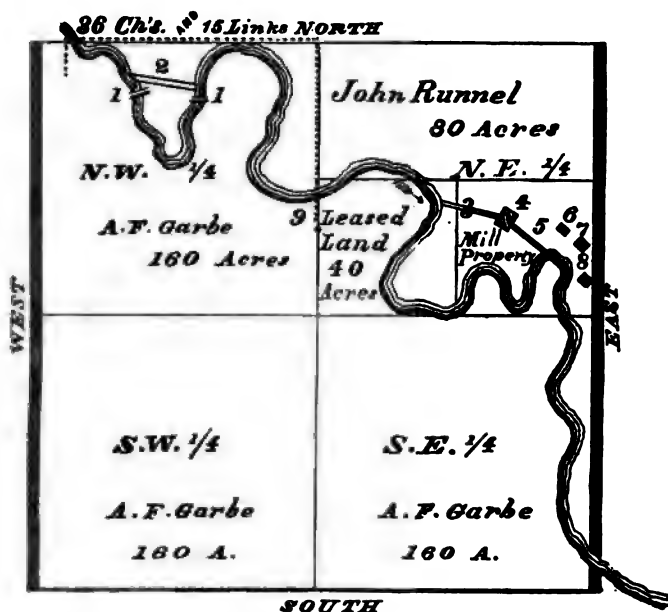 36 Ch's. AND 15 Links NORTH
2
1 1
John Runnel
80 Acres
N.W. 1/4
N.E. 1/4
A.F. Garbe
160 Acres
9
Leased
Land
40
Acres
3
4
5
6
7
8
Mill
Property
WEST
EAST
S.W. 1/4
A.F. Garbe
160 A.
S.E. 1/4
A.F. Garbe
160 A.
SOUTH